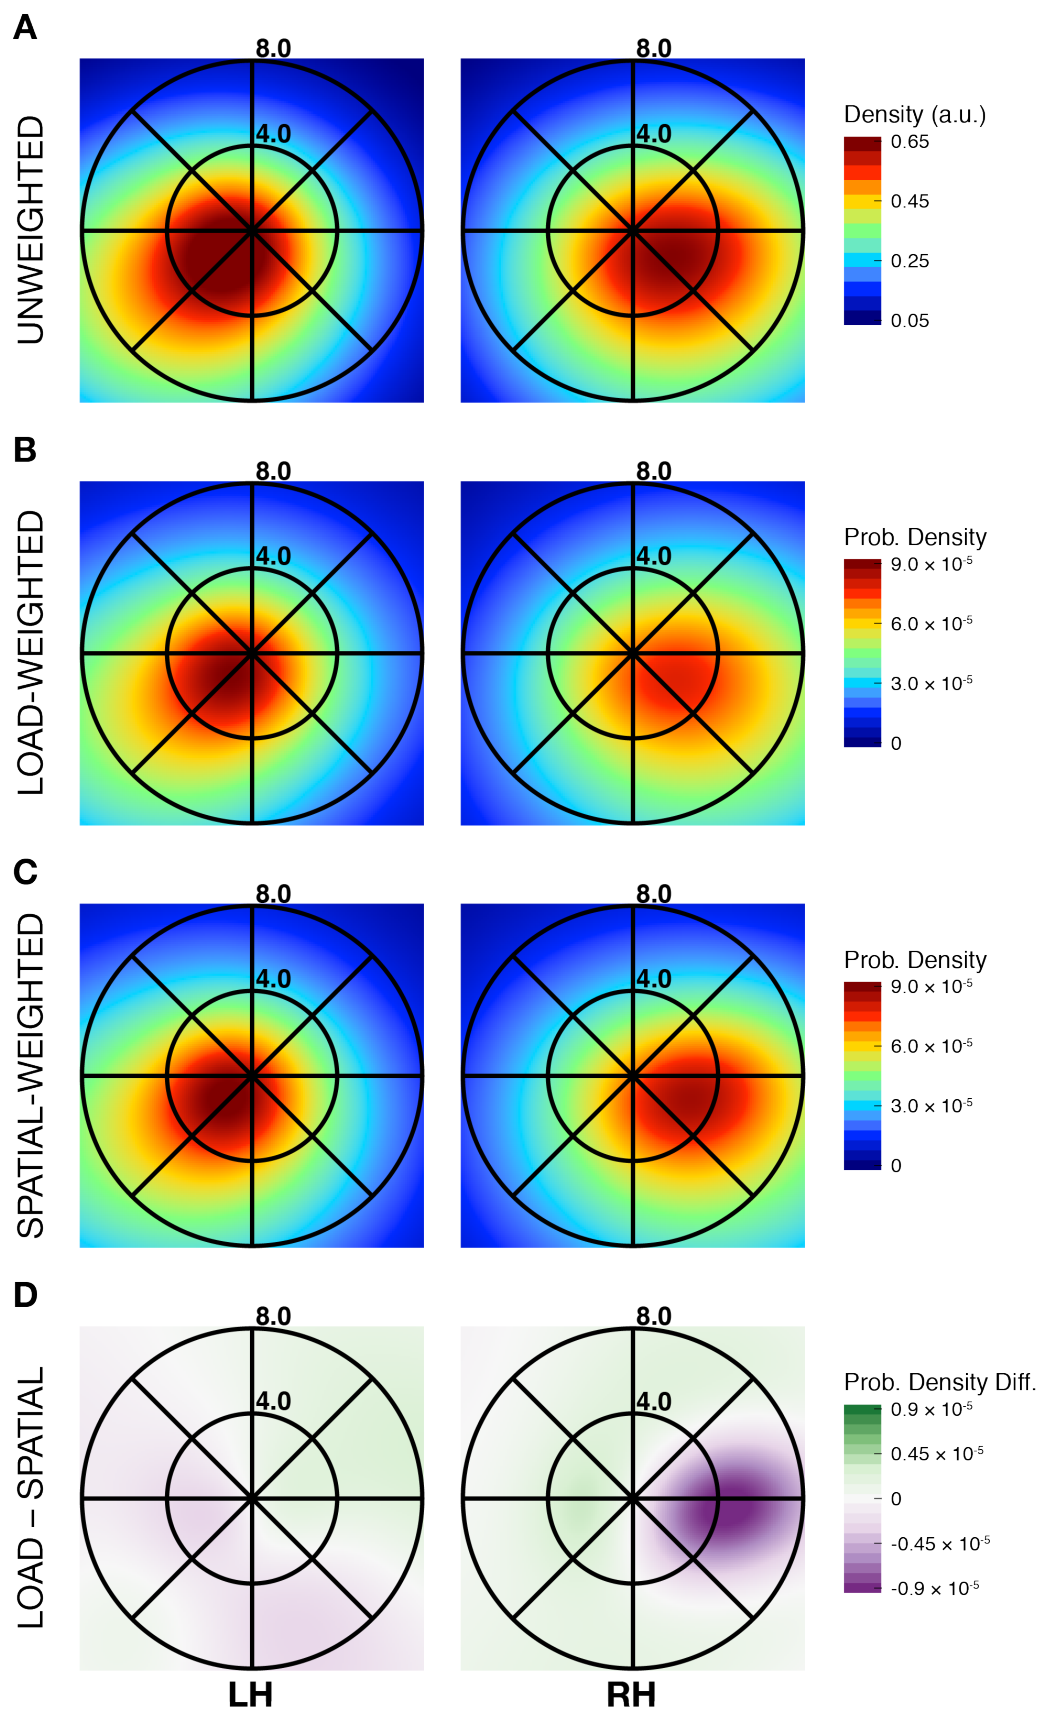 A
UNWEIGHTED
8.0
4.0
8.0
4.0
Density (a.u.)
0.65
0.45
0.25
0.05
B
LOAD-WEIGHTED
8.0
4.0
8.0
4.0
Prob. Density
9.0 × 10⁻⁵
6.0 × 10⁻⁵
3.0 × 10⁻⁵
0
C
SPATIAL-WEIGHTED
8.0
4.0
8.0
4.0
Prob. Density
9.0 × 10⁻⁵
6.0 × 10⁻⁵
3.0 × 10⁻⁵
0
D
LOAD – SPATIAL
8.0
4.0
8.0
4.0
Prob. Density Diff.
0.9 × 10⁻⁵
0.45 × 10⁻⁵
0
-0.45 × 10⁻⁵
-0.9 × 10⁻⁵
LH
RH